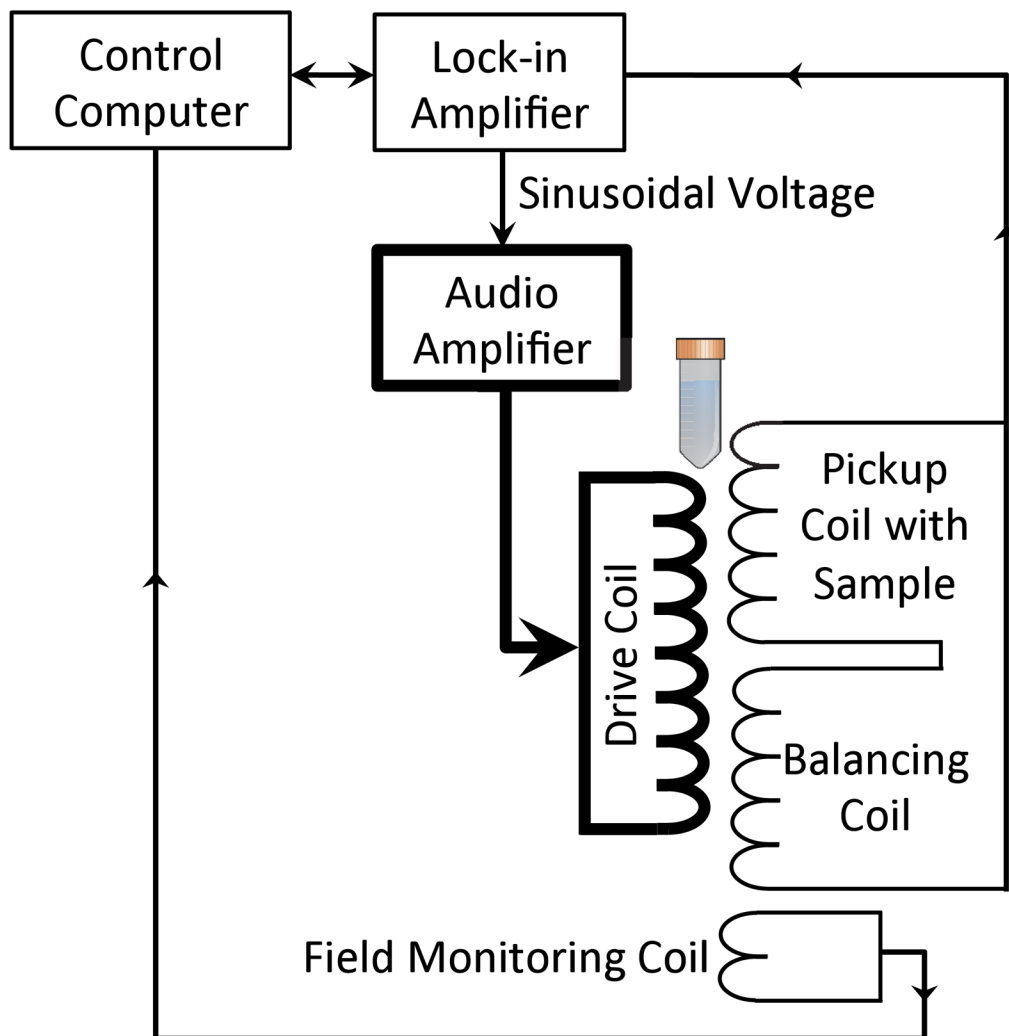 Control
Computer
Lock-in
Amplifier
Sinusoidal Voltage
Audio
Amplifier
Pickup
Coil with
Sample
Drive Coil
Balancing
Coil
Field Monitoring Coil